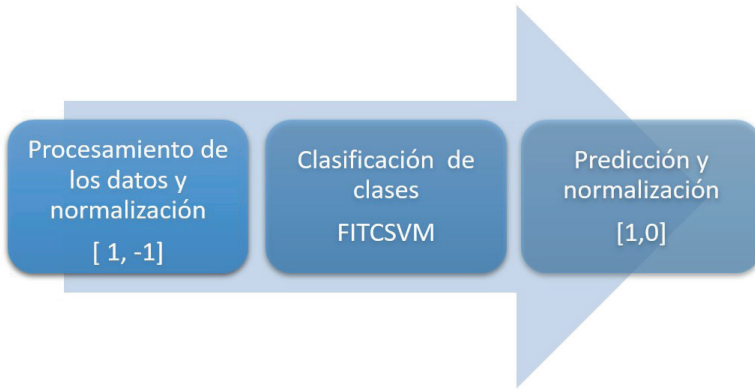 Procesamiento de
los datos y
normalización
[ 1, -1]
Clasificación de
clases
FITCSVM
Predicción y
normalización
[1,0]